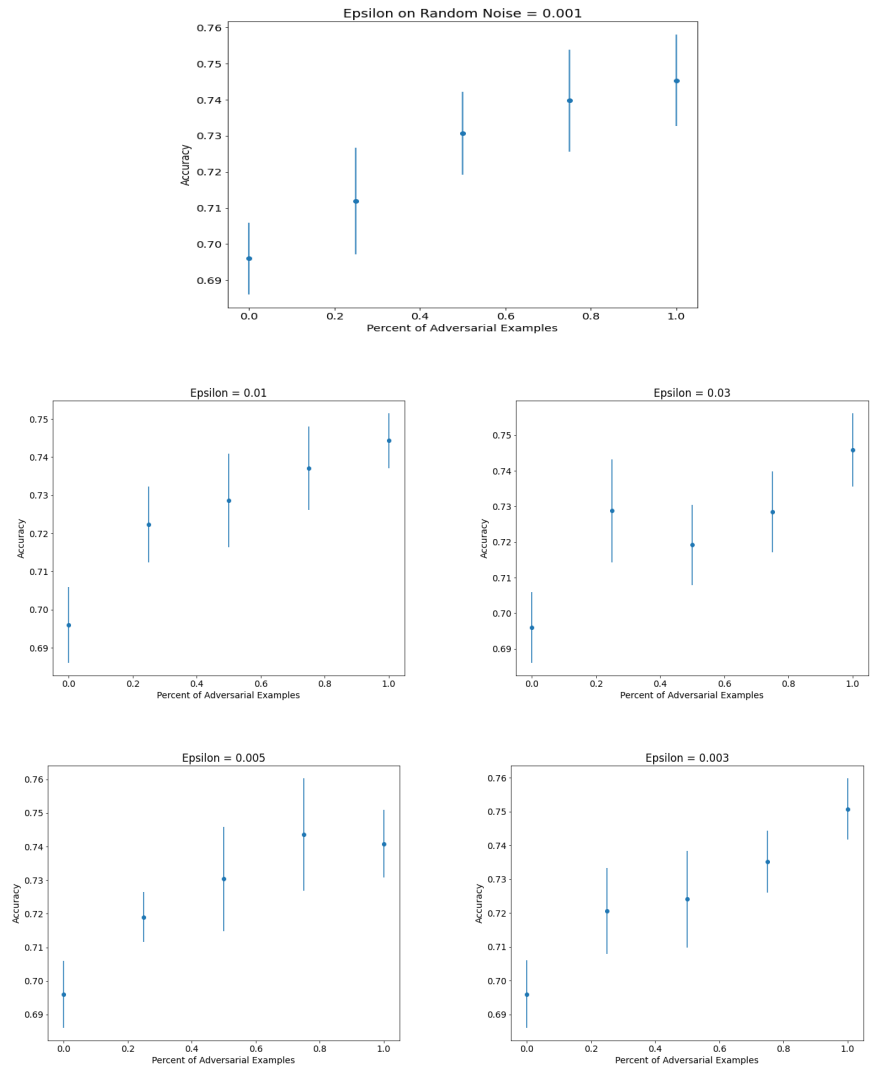 Epsilon on Random Noise = 0.001
0.76
0.75
0.74
0.73
0.72
0.71
0.70
0.69
Accuracy
0.0 0.2 0.4 0.6 0.8 1.0
Percent of Adversarial Examples
Epsilon = 0.01
0.75
0.74
0.73
0.72
0.71
0.70
0.69
Accuracy
0.0 0.2 0.4 0.6 0.8 1.0
Percent of Adversarial Examples
Epsilon = 0.03
0.75
0.74
0.73
0.72
0.71
0.70
0.69
Accuracy
0.0 0.2 0.4 0.6 0.8 1.0
Percent of Adversarial Examples
Epsilon = 0.005
0.76
0.75
0.74
0.73
0.72
0.71
0.70
0.69
Accuracy
0.0 0.2 0.4 0.6 0.8 1.0
Percent of Adversarial Examples
Epsilon = 0.003
0.76
0.75
0.74
0.73
0.72
0.71
0.70
0.69
Accuracy
0.0 0.2 0.4 0.6 0.8 1.0
Percent of Adversarial Examples